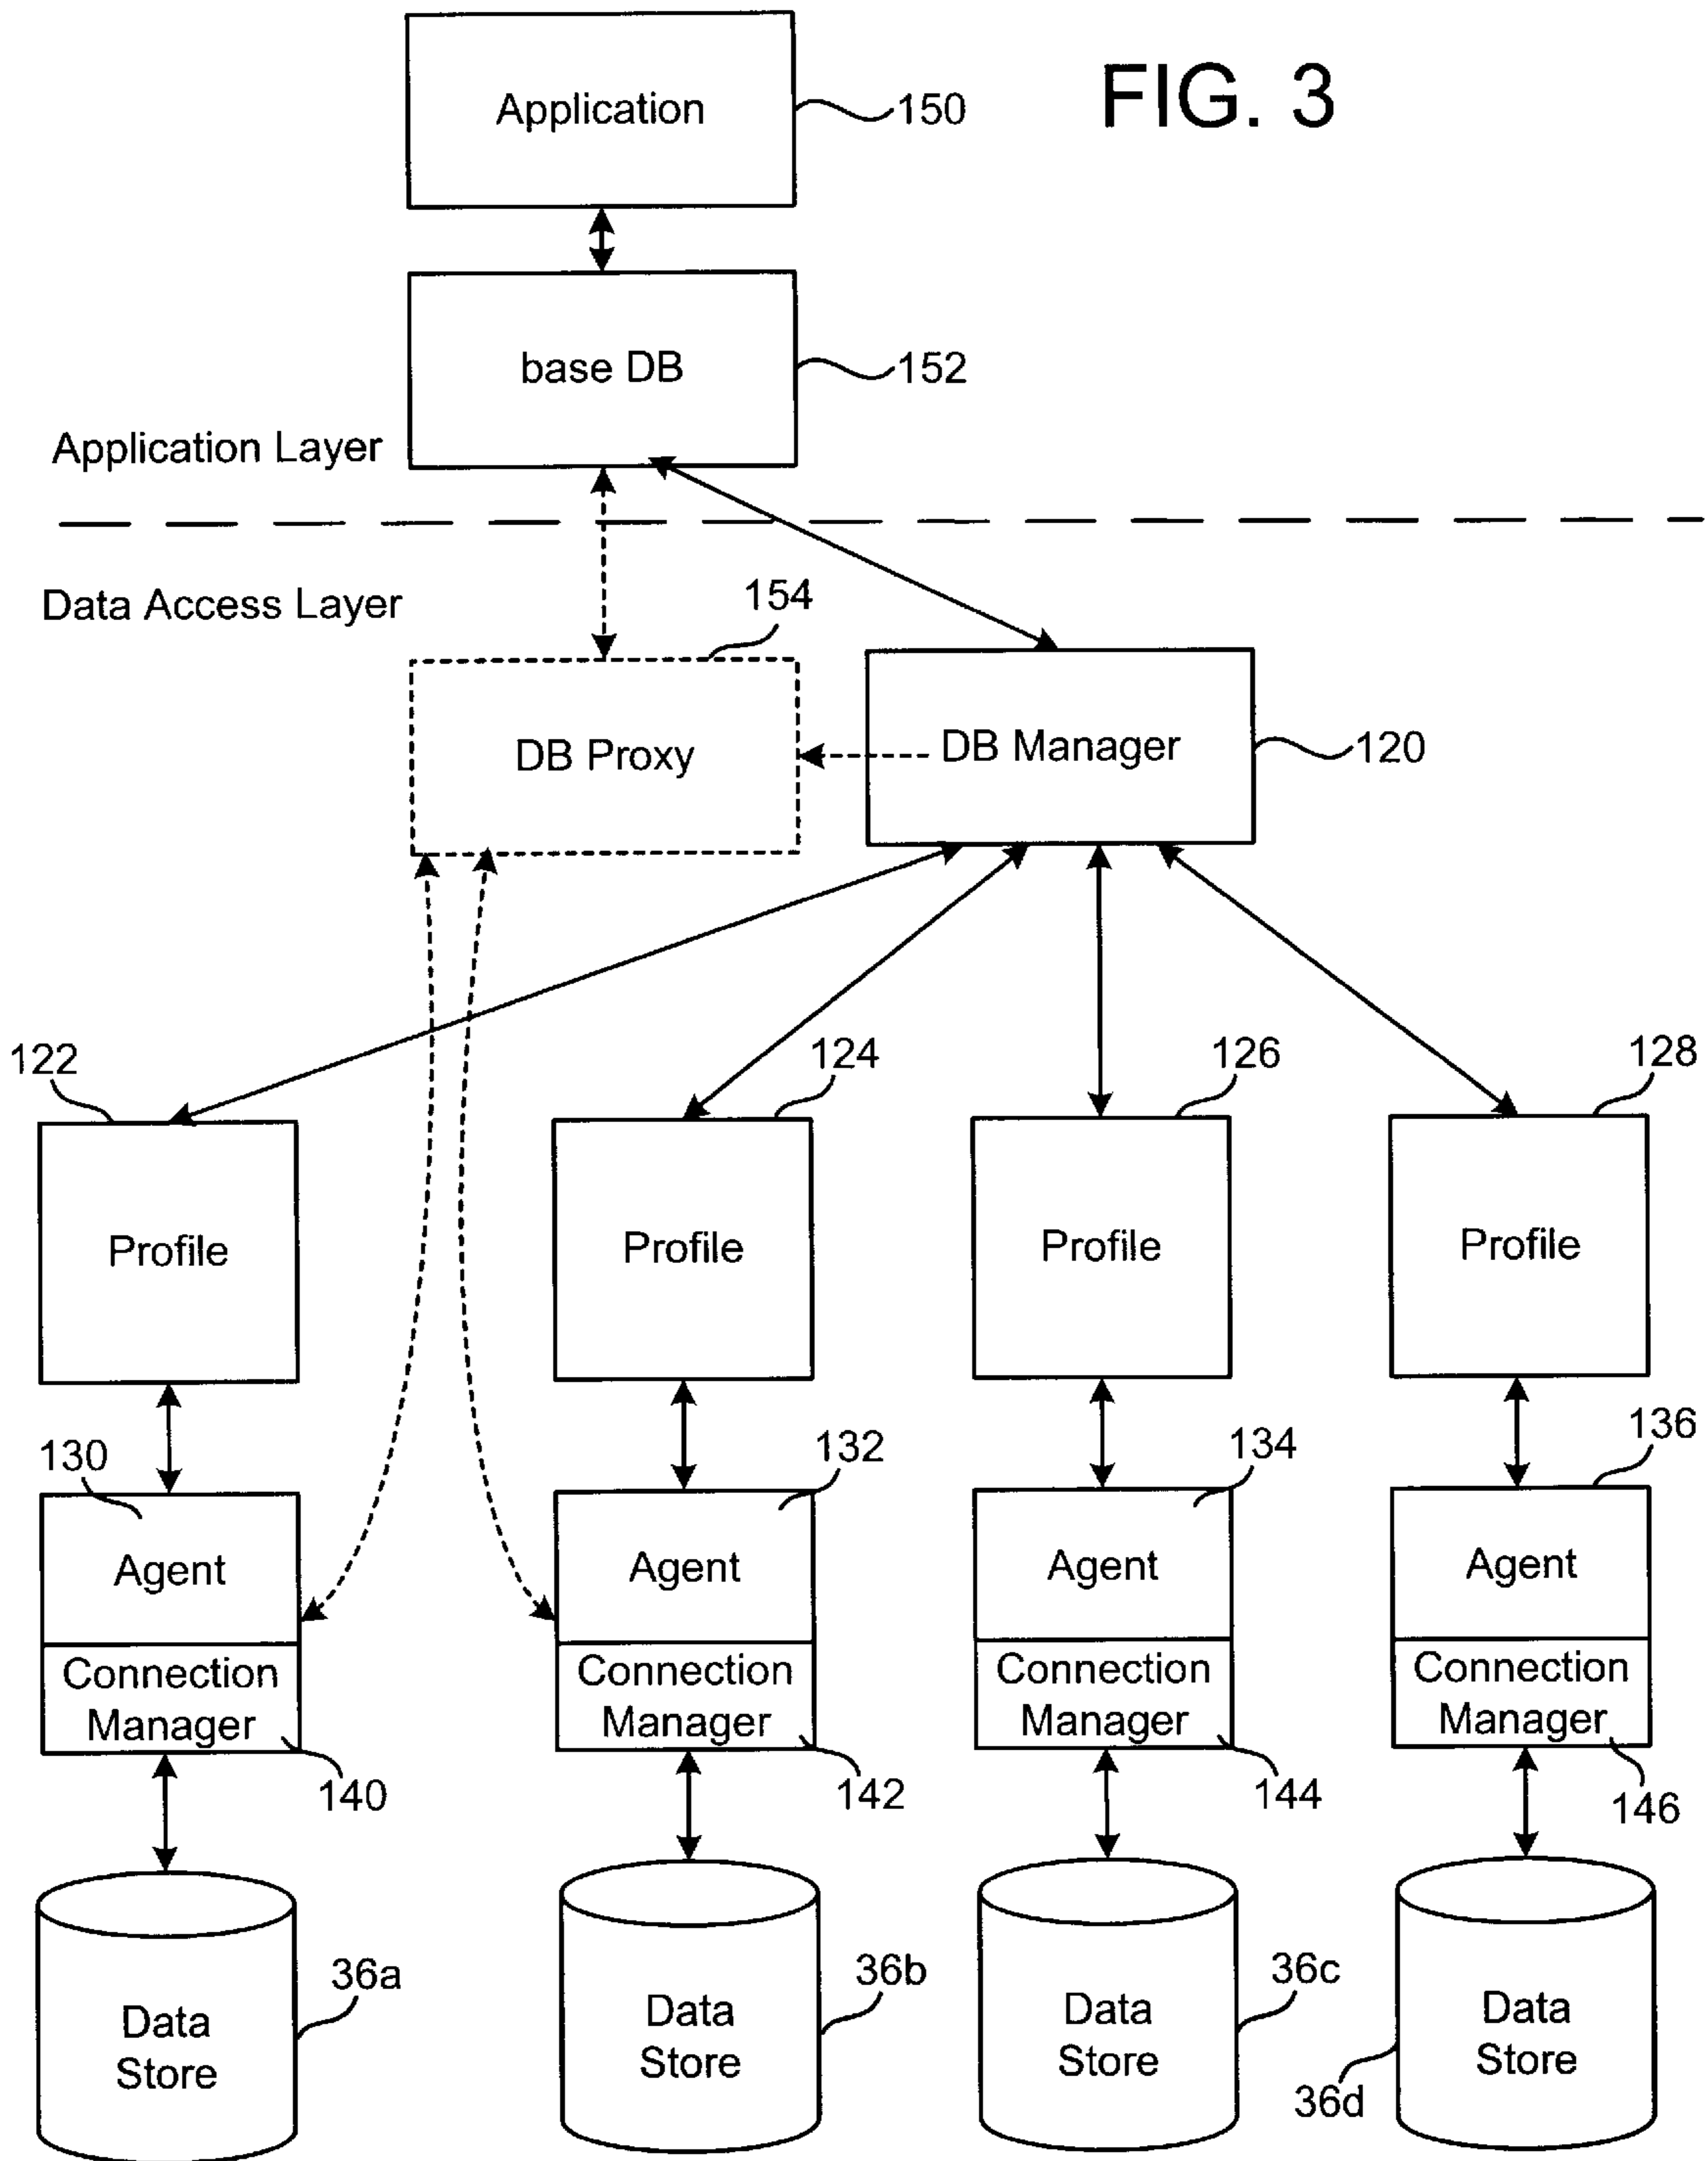 FIG. 3
Application
150
base DB
152
Application Layer
Data Access Layer
154
DB Proxy
DB Manager
120
122
124
126
128
Profile
Profile
Profile
Profile
130
132
134
136
Agent
Agent
Agent
Agent
Connection
Manager
Connection
Manager
Connection
Manager
Connection
Manager
140
142
144
146
36a
36b
36c
36d
Data
Store
Data
Store
Data
Store
Data
Store